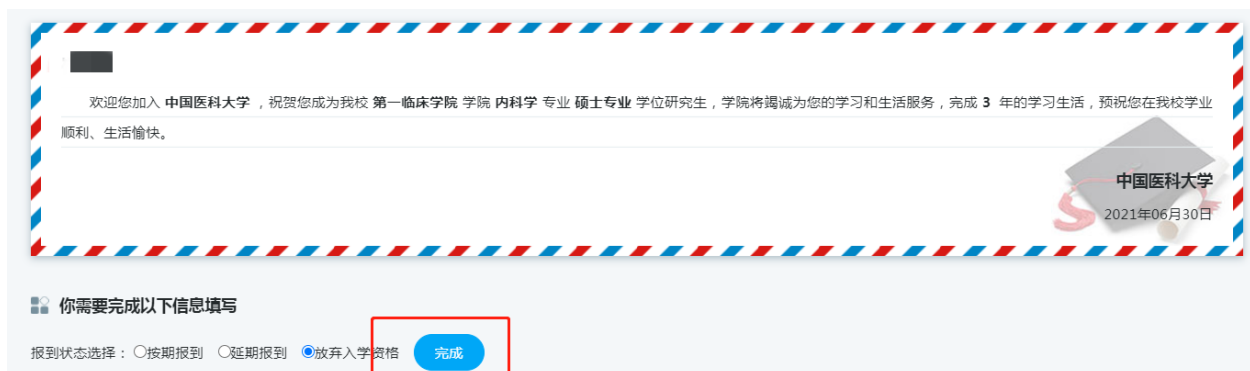 欢迎您加入 中国医科大学 ，祝贺您成为我校 第一临床学院 学院 内科学 专业 硕士专业 学位研究生，学院将竭诚为您的学习和生活服务，完成 3 年的学习生活，预祝您在我校学业
顺利、生活愉快。
中国医科大学
2021年06月30日
你需要完成以下信息填写
报到状态选择：按期报到 延期报到 放弃入学资格 完成